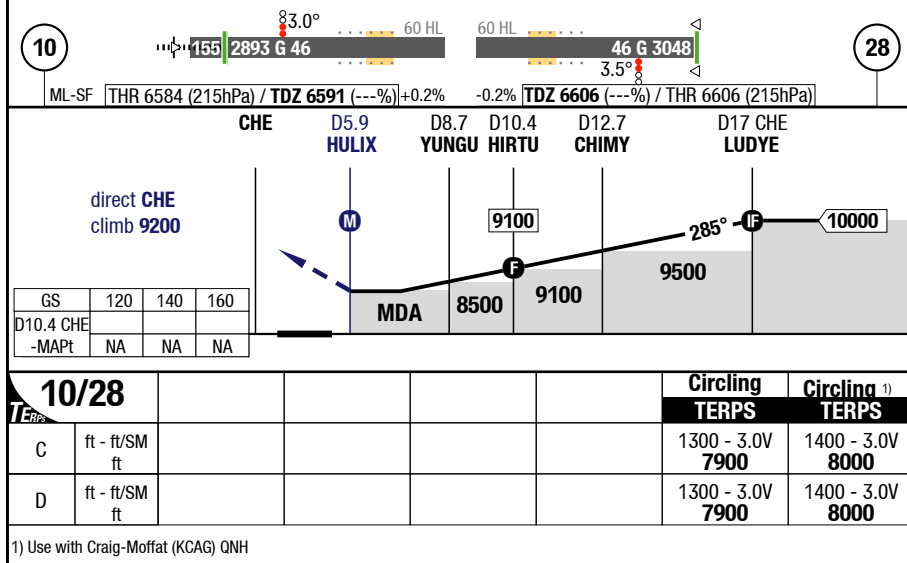 3.0° 60 HL 60 HL
10 155 2893 G 46 46 G 3048 28
3.5°
ML-SF THR 6584 (215hPa) / TDZ 6591 (---%) +0.2% -0.2% TDZ 6606 (---%) / THR 6606 (215hPa)
CHE D5.9 D8.7 D10.4 D12.7 D17 CHE
HULIX YUNGU HIRTU CHIMY LUDYE
direct CHE
climb 9200
M 9100 285° IF 10000
F
MDA 8500 9100 9500
GS 120 140 160
D10.4 CHE
-MAPt NA NA NA
TERPS 10/28 Circling Circling 1)
TERPS TERPS
C ft - ft/SM 1300 - 3.0V 1400 - 3.0V
ft 7900 8000
D ft - ft/SM 1300 - 3.0V 1400 - 3.0V
ft 7900 8000
1) Use with Craig-Moffat (KCAG) QNH